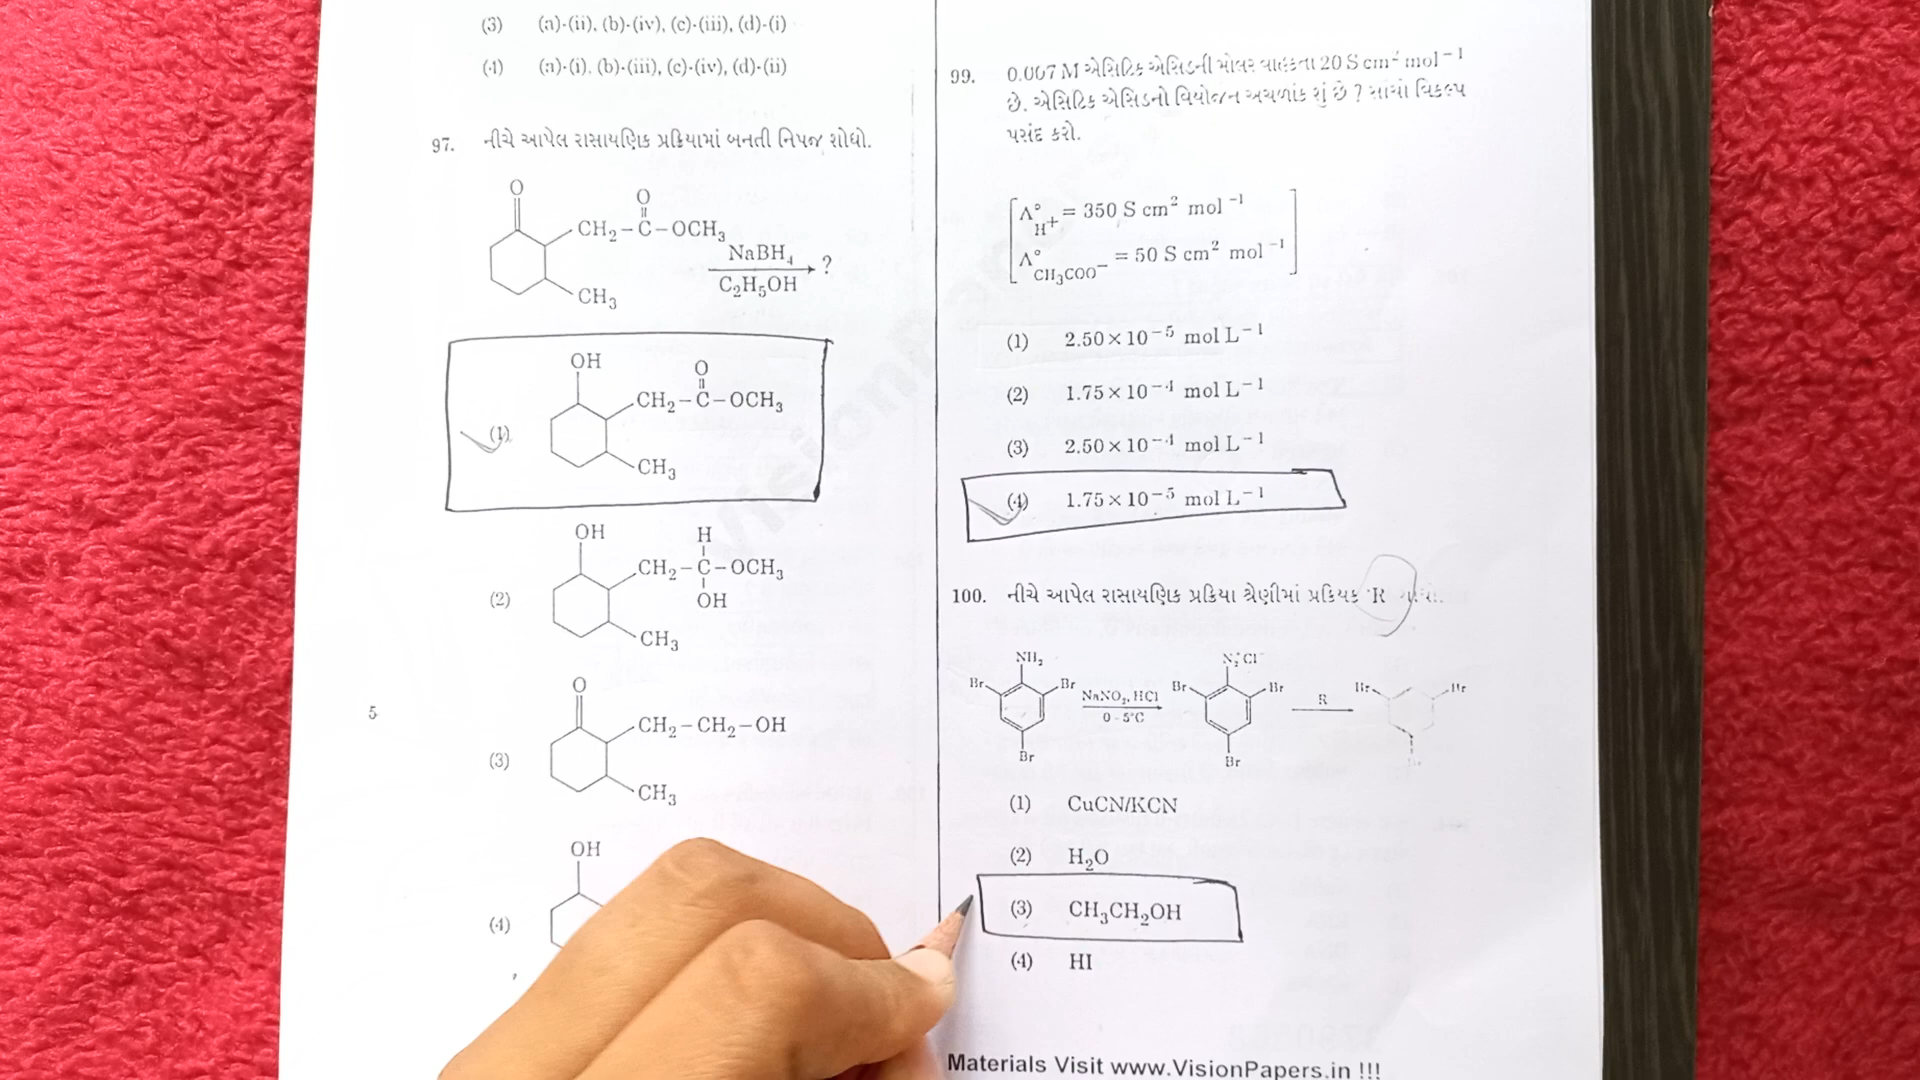 (3) (a)-(ii), (b)-(iv), (c)-(iii), (d)-(i)
(4) (a)-(i), (b)-(iii), (c)-(iv), (d)-(ii)
97. નીચે આપેલ રાસાયણિક પ્રક્રિયામાં બનતી નિપજ શોધો.
O
O
CH₂−C−OCH₃
CH₃
NaBH₄
C₂H₅OH
?
(1)
OH
O
CH₂−C−OCH₃
CH₃
(2)
OH
H
CH₂−C−OCH₃
OH
CH₃
(3)
O
CH₂−CH₂−OH
CH₃
(4)
OH
5
99. 0.007 M એસિટિક એસિડની મોલર વાહકતા 20 S cm² mol⁻¹
છે. એસિટિક એસિડનો વિયોજન અચળાંક શું છે ? સાચો વિકલ્પ
પસંદ કરો.
Λ°H⁺ = 350 S cm² mol⁻¹
Λ°CH₃COO⁻ = 50 S cm² mol⁻¹
(1) 2.50×10⁻⁵ mol L⁻¹
(2) 1.75×10⁻⁴ mol L⁻¹
(3) 2.50×10⁻⁴ mol L⁻¹
(4) 1.75×10⁻⁵ mol L⁻¹
100. નીચે આપેલ રાસાયણિક પ્રક્રિયા શ્રેણીમાં પ્રક્રિયક 'R
NH₂
Br
Br
Br
NaNO₂, HCl
0 - 5°C
N₂⁺Cl⁻
Br
Br
Br
R
Br
Br
(1) CuCN/KCN
(2) H₂O
(3) CH₃CH₂OH
(4) HI
Materials Visit www.VisionPapers.in !!!